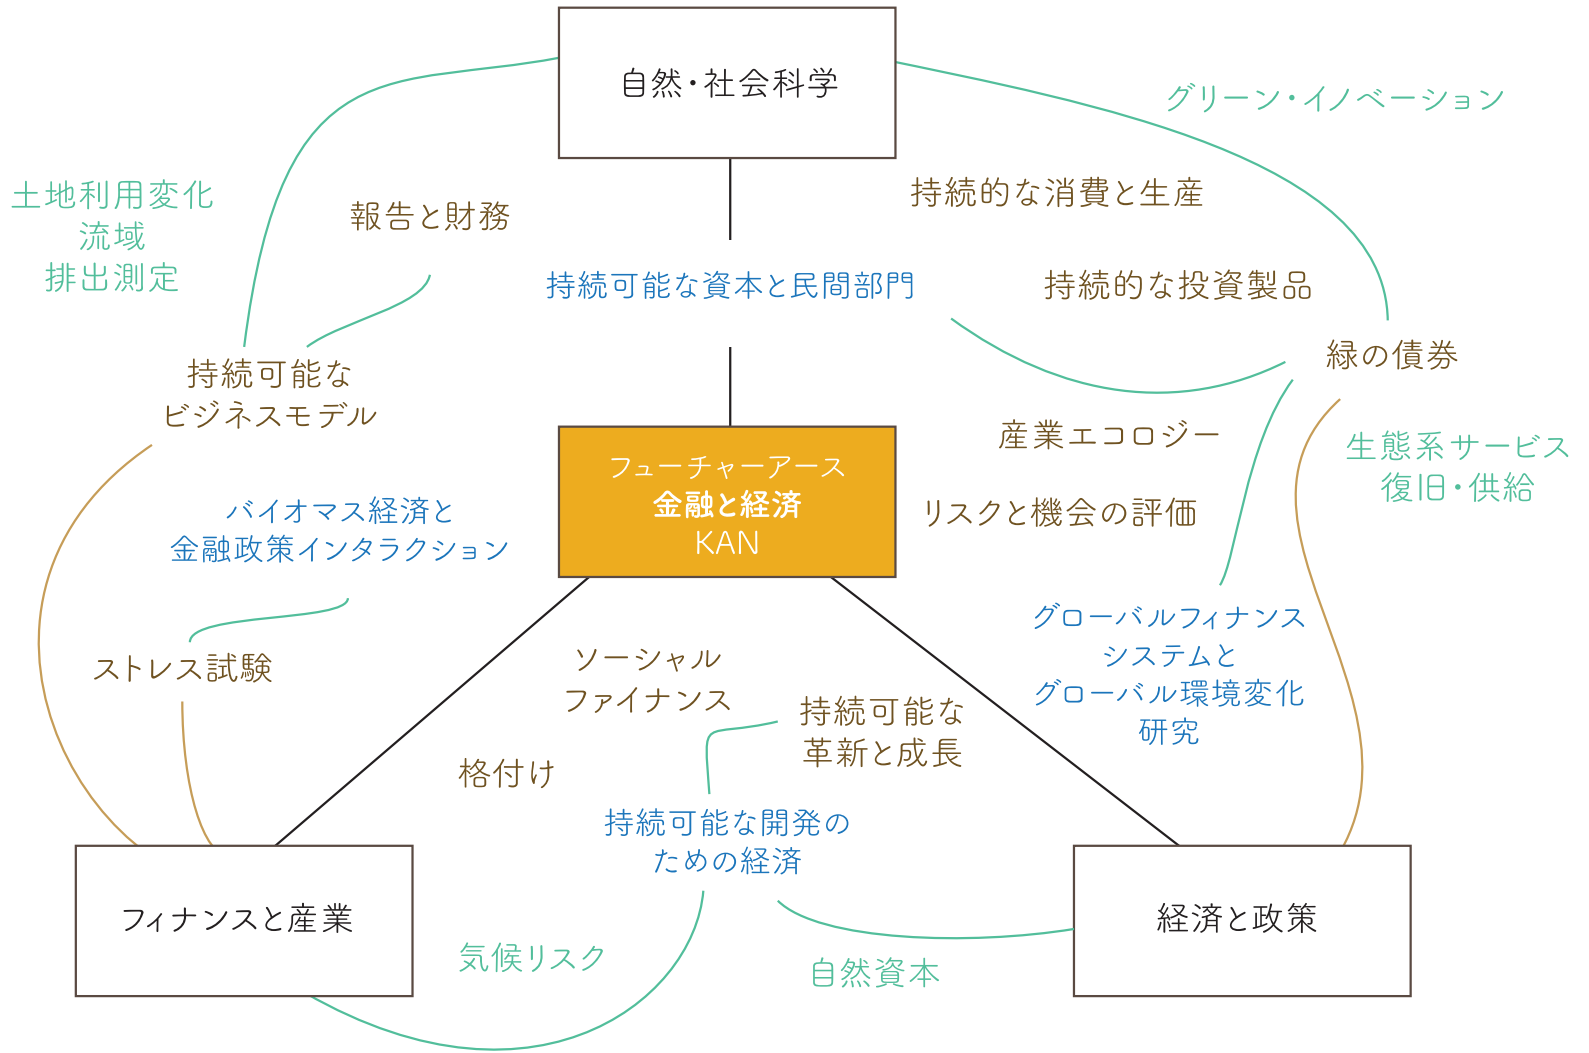 自然・社会科学
グリーン・イノベーション
土地利用変化
流域
排出測定
報告と財務
持続的な消費と生産
持続可能な資本と民間部門
持続的な投資製品
緑の債券
持続可能な
ビジネスモデル
産業エコロジー
生態系サービス
復旧・供給
フューチャーアース
金融と経済
KAN
バイオマス経済と
金融政策インタラクション
リスクと機会の評価
グローバルフィナンス
システムと
グローバル環境変化
研究
ストレス試験
ソーシャル
ファイナンス
持続可能な
革新と成長
格付け
持続可能な開発の
ための経済
フィナンスと産業
経済と政策
気候リスク
自然資本